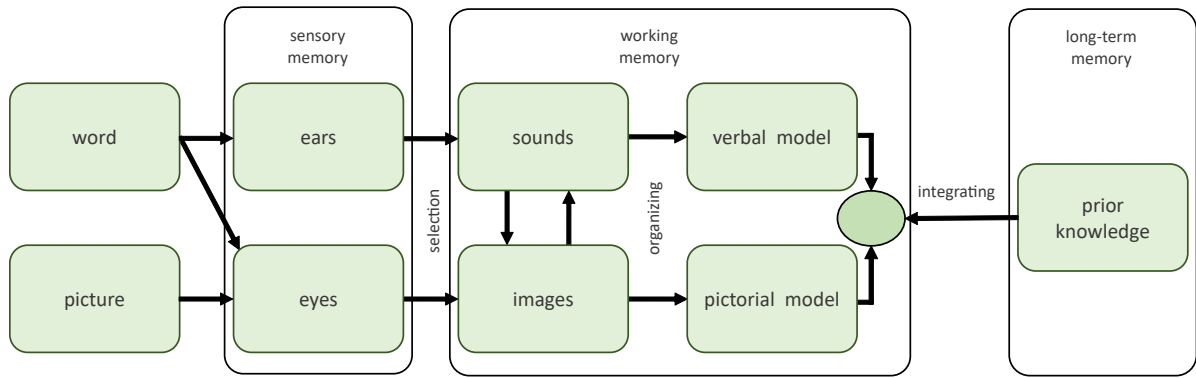 sensory
memory
working
memory
long-term
memory
word
ears
sounds
verbal model
selection
organizing
integrating
prior
knowledge
picture
eyes
images
pictorial model